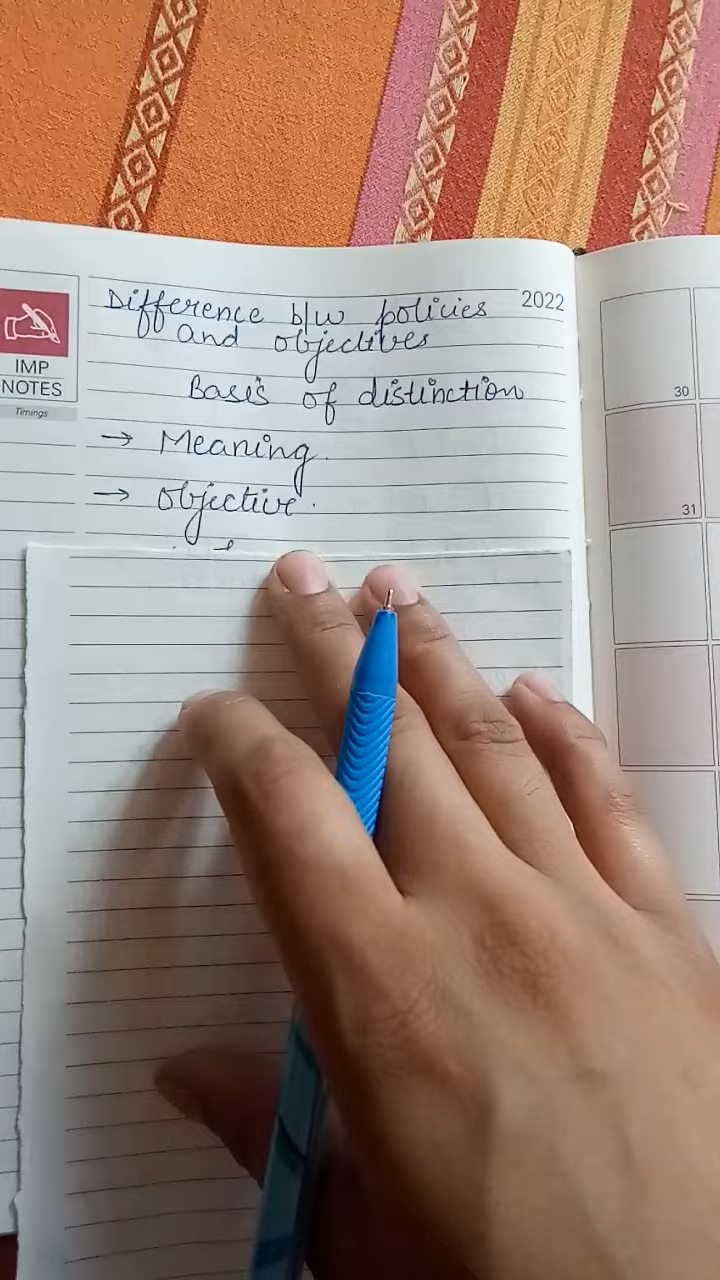 Difference b/w policies 2022
and objectives
IMP
NOTES
Timings
Basis of distinction
→ Meaning.
→ objective.
30
31